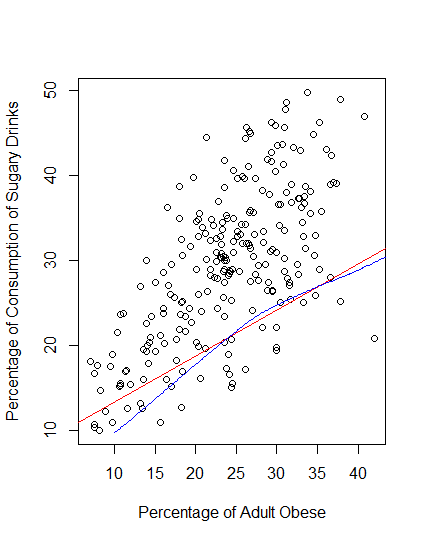 Percentage of Consumption of Sugary Drinks
50
40
30
20
10
10 15 20 25 30 35 40
Percentage of Adult Obese